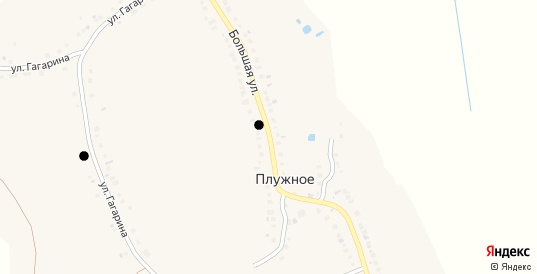 ул. Гагарина
ул. Гагарина
Большая ул.
ул. Гагарина
Плужное
Яндекс
© Яндекс